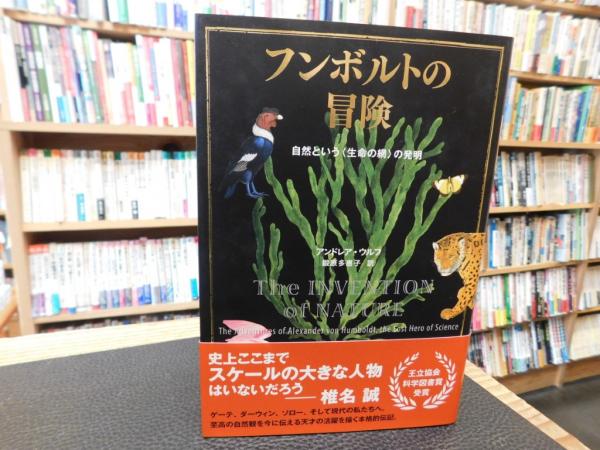 フンボルトの
冒険
自然という〈生命の網〉の発明
アンドレア・ウルフ
鍛原多惠子／訳
The INVENTION
of NATURE
The Adventures of Alexander von Humboldt, the Lost Hero of Science
史上ここまで
スケールの大きな人物
はいないだろう
――椎名 誠
王立協会
科学図書賞
受賞
ゲーテ、ダーウィン、ソロー、そして現代の私たちへ。
至高の自然観を今に伝える天才の活躍を描く本格的伝記。